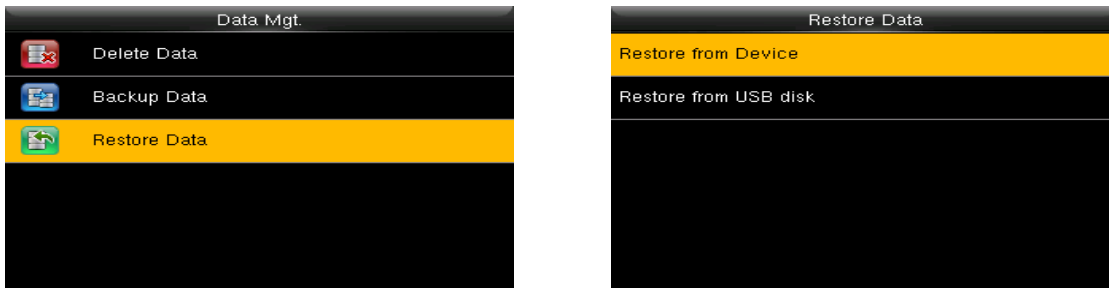 Data Mgt.
Delete Data
Backup Data
Restore Data
Restore Data
Restore from Device
Restore from USB disk